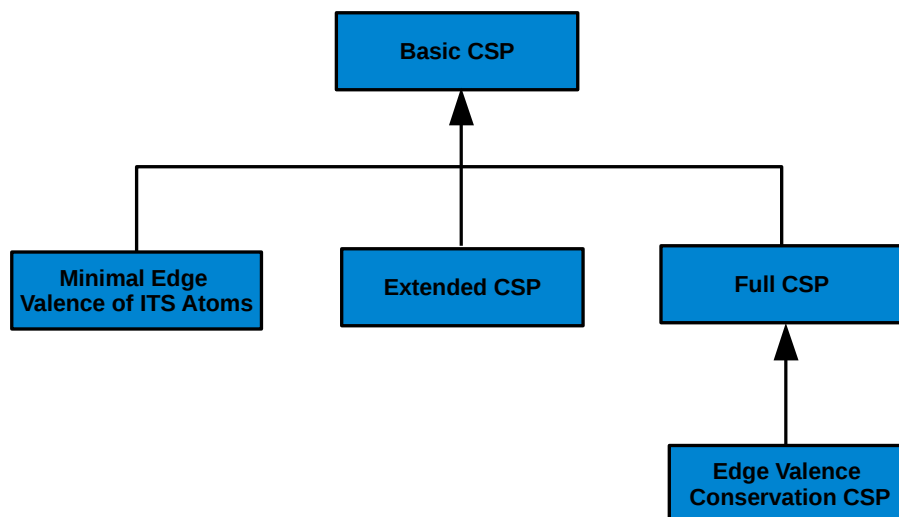 Basic CSP
Minimal Edge
Valence of ITS Atoms
Extended CSP
Full CSP
Edge Valence
Conservation CSP